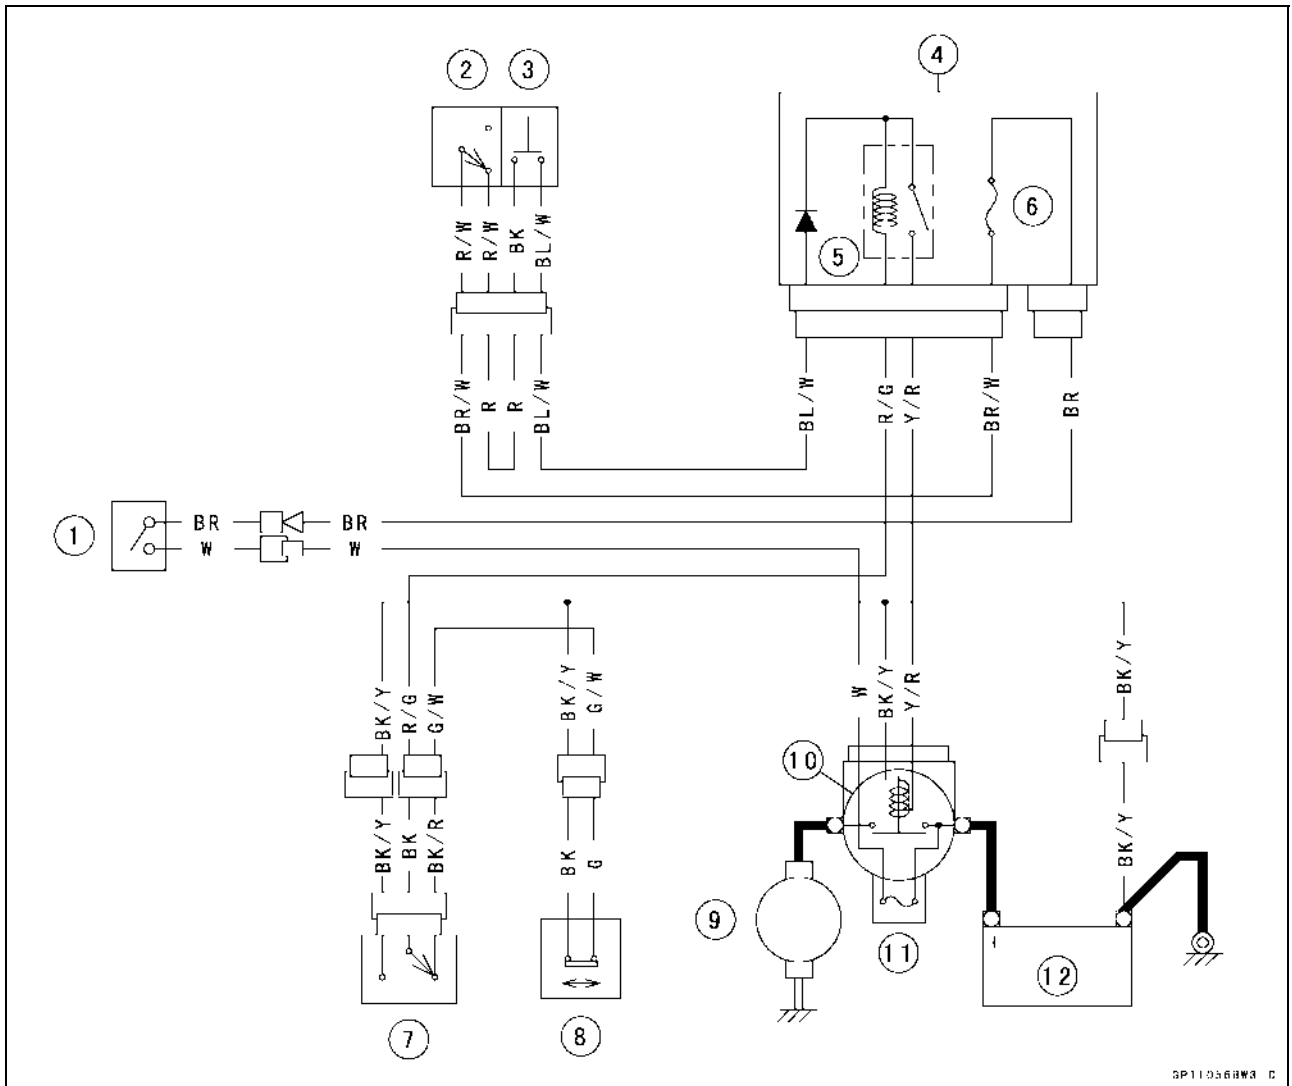 4
2 3
6
5
R/W R/W BK BL/W
BR/W R R BL/W
BL/W R/G Y/R BR/W BR
1
BR BR
W W
BK/Y R/G G/W
BK/Y G/W
W BK/Y Y/R
BK/Y
10
BK/Y BK BK/R
BK G
BK/Y
9
11
12
7
8